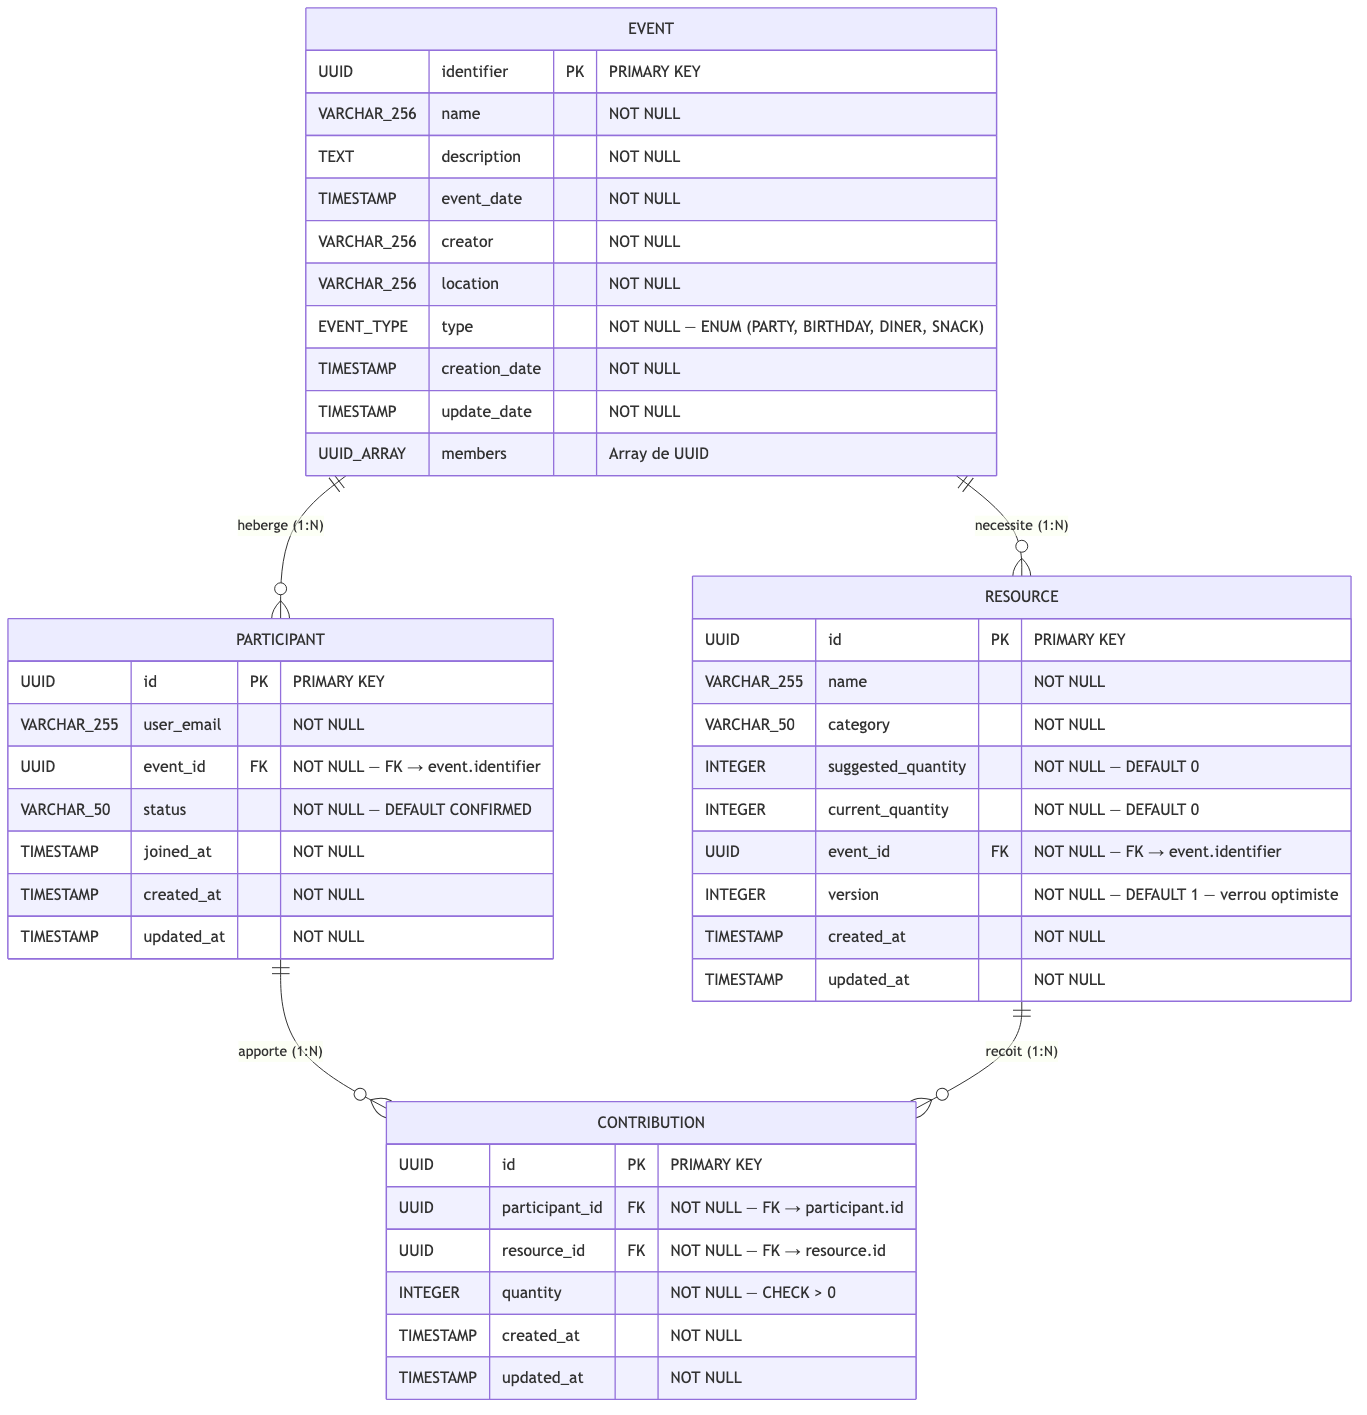 EVENT
UUID identifier PK PRIMARY KEY
VARCHAR_256 name NOT NULL
TEXT description NOT NULL
TIMESTAMP event_date NOT NULL
VARCHAR_256 creator NOT NULL
VARCHAR_256 location NOT NULL
EVENT_TYPE type NOT NULL — ENUM (PARTY, BIRTHDAY, DINER, SNACK)
TIMESTAMP creation_date NOT NULL
TIMESTAMP update_date NOT NULL
UUID_ARRAY members Array de UUID
heberge (1:N)
necessite (1:N)
PARTICIPANT
UUID id PK PRIMARY KEY
VARCHAR_255 user_email NOT NULL
UUID event_id FK NOT NULL — FK → event.identifier
VARCHAR_50 status NOT NULL — DEFAULT CONFIRMED
TIMESTAMP joined_at NOT NULL
TIMESTAMP created_at NOT NULL
TIMESTAMP updated_at NOT NULL
RESOURCE
UUID id PK PRIMARY KEY
VARCHAR_255 name NOT NULL
VARCHAR_50 category NOT NULL
INTEGER suggested_quantity NOT NULL — DEFAULT 0
INTEGER current_quantity NOT NULL — DEFAULT 0
UUID event_id FK NOT NULL — FK → event.identifier
INTEGER version NOT NULL — DEFAULT 1 — verrou optimiste
TIMESTAMP created_at NOT NULL
TIMESTAMP updated_at NOT NULL
apporte (1:N)
recoit (1:N)
CONTRIBUTION
UUID id PK PRIMARY KEY
UUID participant_id FK NOT NULL — FK → participant.id
UUID resource_id FK NOT NULL — FK → resource.id
INTEGER quantity NOT NULL — CHECK > 0
TIMESTAMP created_at NOT NULL
TIMESTAMP updated_at NOT NULL